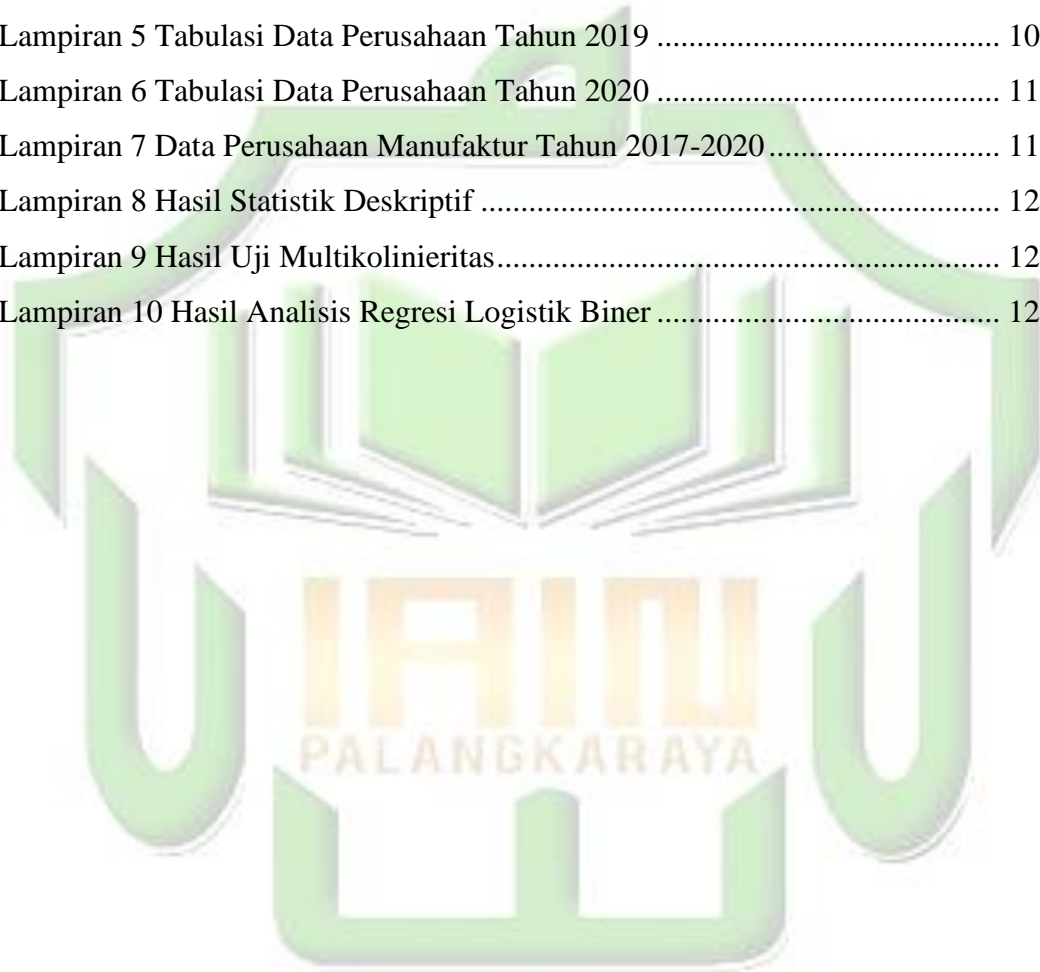 Lampiran 5 Tabulasi Data Perusahaan Tahun 2019 .................................... 10
Lampiran 6 Tabulasi Data Perusahaan Tahun 2020 .................................... 11
Lampiran 7 Data Perusahaan Manufaktur Tahun 2017-2020 ........................ 11
Lampiran 8 Hasil Statistik Deskriptif ....................................................... 12
Lampiran 9 Hasil Uji Multikolinieritas ..................................................... 12
Lampiran 10 Hasil Analisis Regresi Logistik Biner .................................... 12
IAIN
PALANGKARAYA